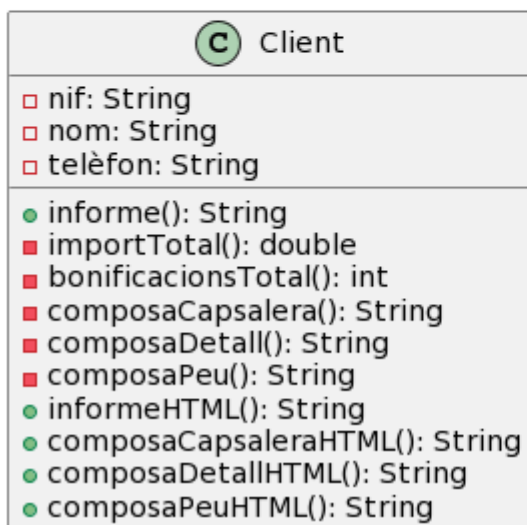 C Client
nif: String
nom: String
telèfon: String
informe(): String
importTotal(): double
bonificacionsTotal(): int
composaCapsalera(): String
composaDetall(): String
composaPeu(): String
informeHTML(): String
composaCapsaleraHTML(): String
composaDetallHTML(): String
composaPeuHTML(): String